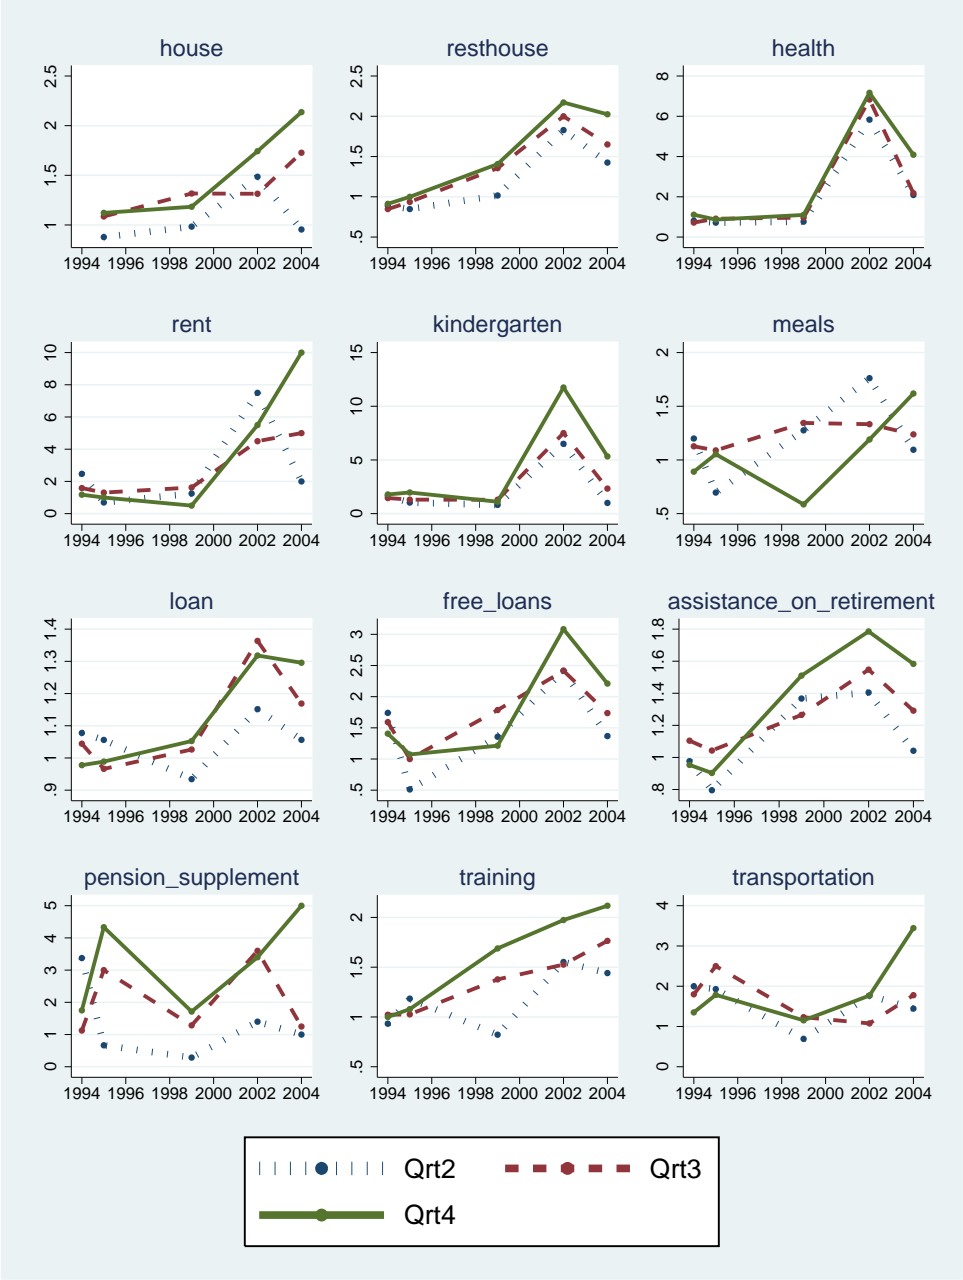 house resthouse health
2.5 2.5 8
2 2 6
1.5 1.5 4
1 1 2
.5 0
1994 1996 1998 2000 2002 2004 1994 1996 1998 2000 2002 2004 1994 1996 1998 2000 2002 2004
rent kindergarten meals
10 15 2
8 10 1.5
6 5 1
4 0 .5
2
0
1994 1996 1998 2000 2002 2004 1994 1996 1998 2000 2002 2004 1994 1996 1998 2000 2002 2004
loan free_loans assistance_on_retirement
1.4 3 1.8
1.3 2.5 1.6
1.2 2 1.4
1.1 1.5 1.2
1 1 1
.9 .5 .8
1994 1996 1998 2000 2002 2004 1994 1996 1998 2000 2002 2004 1994 1996 1998 2000 2002 2004
pension_supplement training transportation
5 2 4
4 1.5 3
3 1 2
2 .5 1
1 0
0
1994 1996 1998 2000 2002 2004 1994 1996 1998 2000 2002 2004 1994 1996 1998 2000 2002 2004
Qrt2 Qrt3
Qrt4